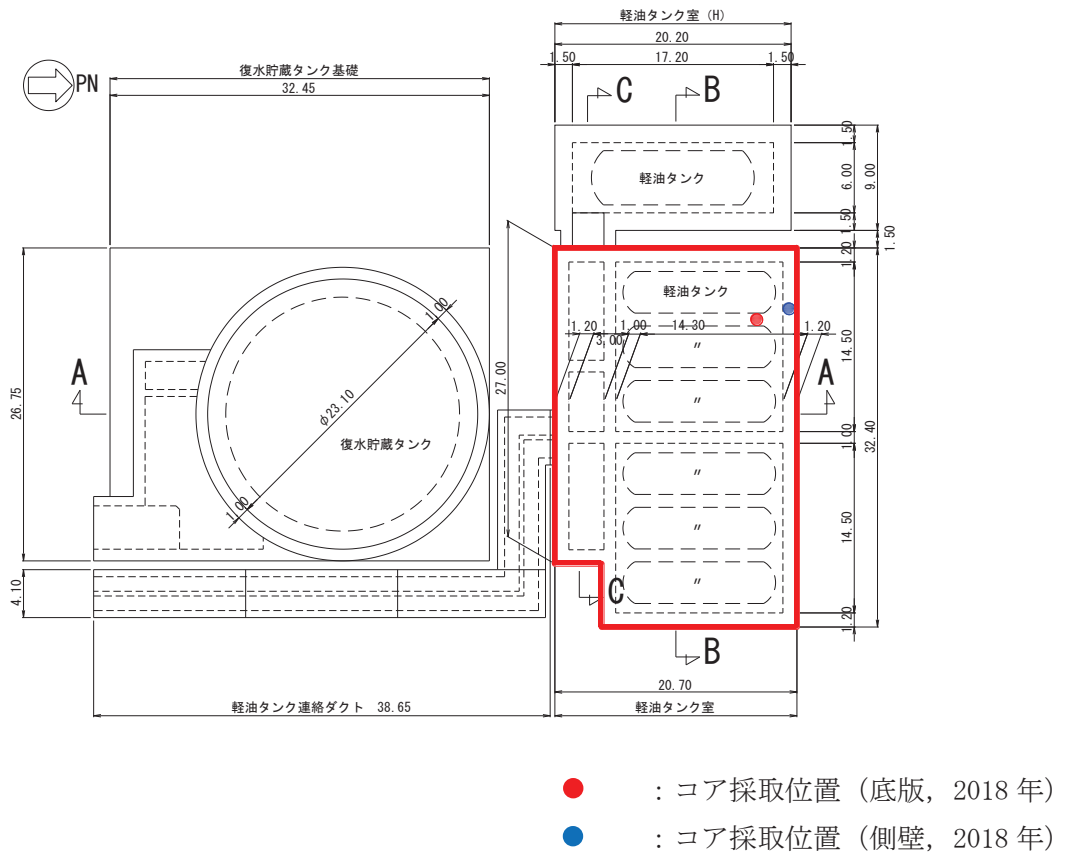 軽油タンク室 (H)
20.20
1.50
17.20
1.50
PN
復水貯蔵タンク基礎
32.45
C
B
軽油タンク
1.50
6.00
1.50
9.00
1.50
1.20
14.50
1.00
14.50
1.20
32.40
軽油タンク
1.20
3.00
1.00
14.30
1.20
〃
〃
〃
〃
〃
27.00
A
A
26.75
1.00
φ23.10
1.00
復水貯蔵タンク
4.10
C
B
20.70
軽油タンク連絡ダクト 38.65
軽油タンク室
：コア採取位置（底版，2018 年）
：コア採取位置（側壁，2018 年）